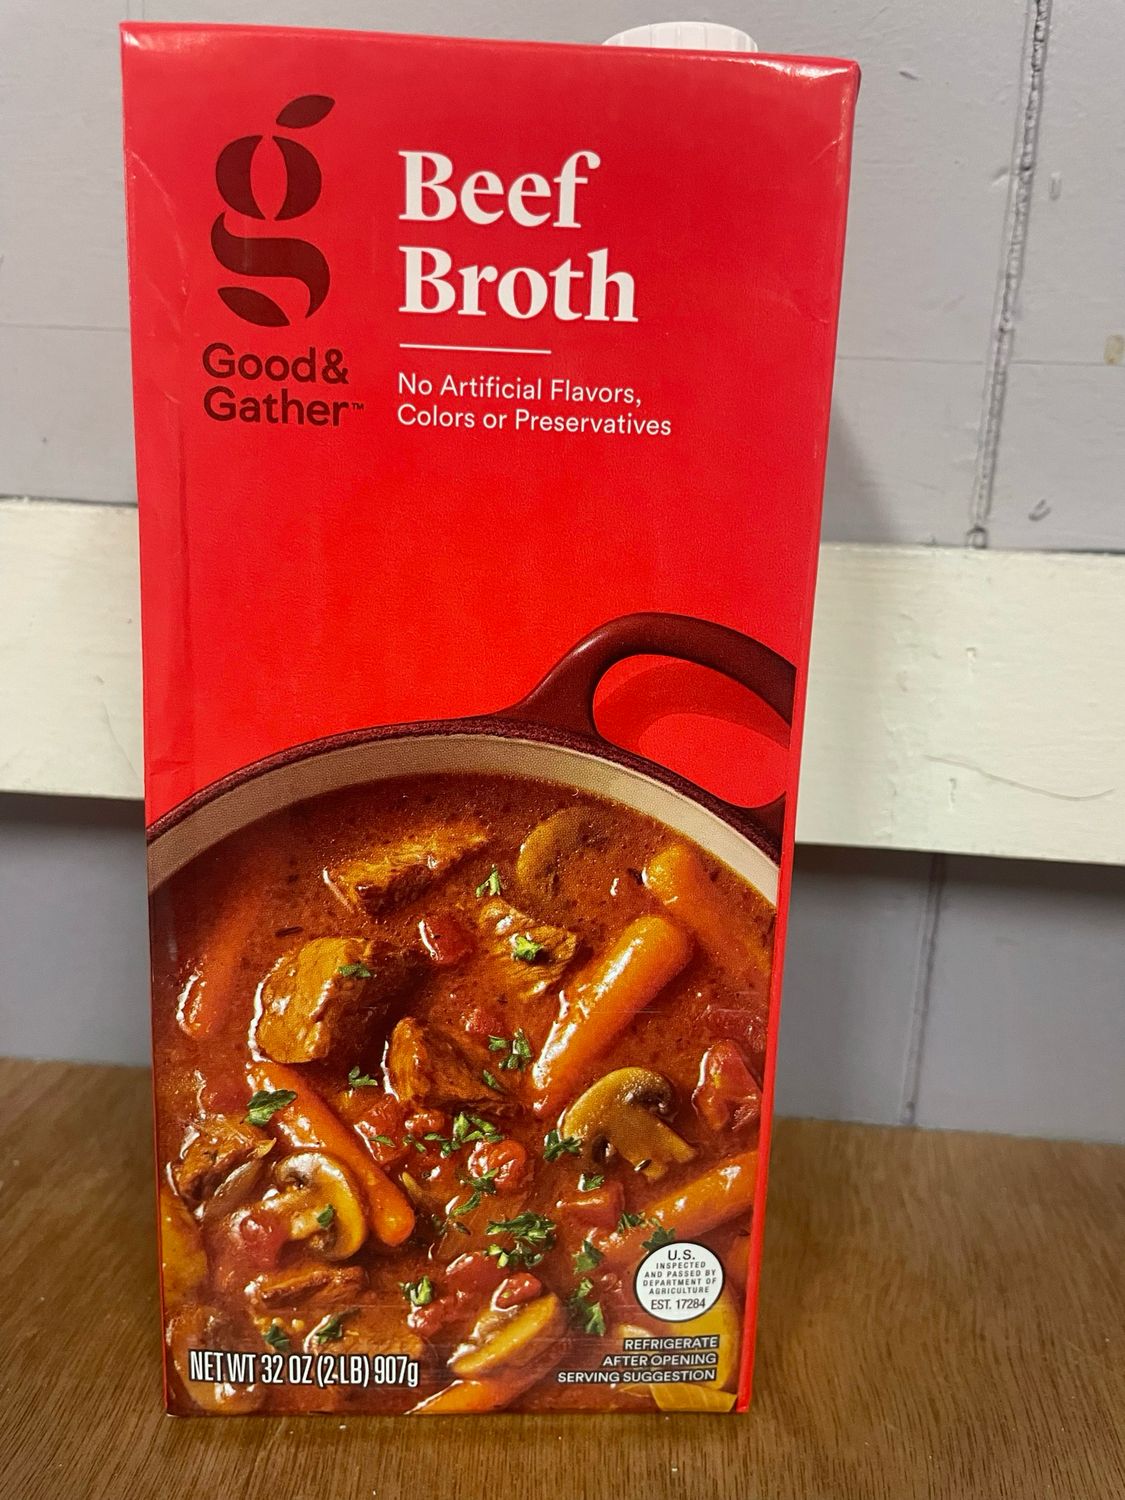 Beef
Broth
Good &
Gather™
No Artificial Flavors,
Colors or Preservatives
U.S.
INSPECTED
AND PASSED BY
DEPARTMENT OF
AGRICULTURE
EST. 17284
NET WT 32 OZ (2 LB) 907g
REFRIGERATE
AFTER OPENING
SERVING SUGGESTION